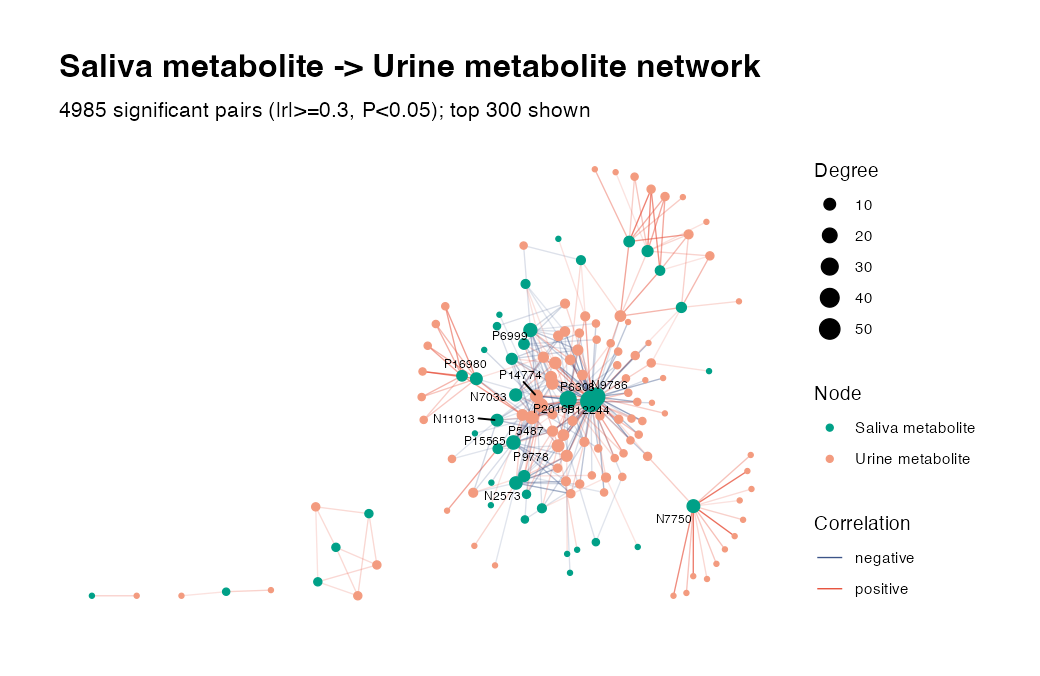 Saliva metabolite -> Urine metabolite network
4985 significant pairs (|r|>=0.3, P<0.05); top 300 shown
Degree
10
20
30
40
50
Node
Saliva metabolite
Urine metabolite
Correlation
negative
positive
P6999
P16980
P14774
N9786
N7033
P12244
N11013
P5487
P15565
P9778
N2573
N7750